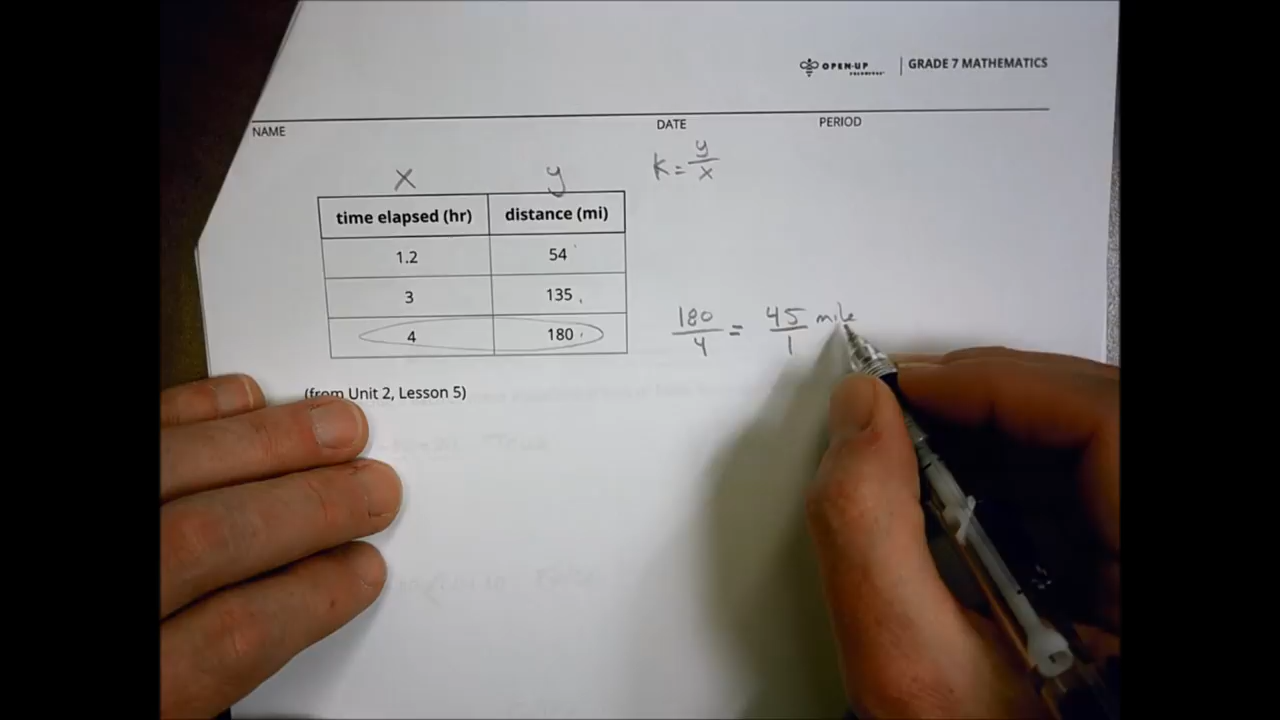 OPEN-UP GRADE 7 MATHEMATICS
NAME DATE PERIOD
k = y/x
x y
time elapsed (hr) distance (mi)
1.2 54
3 135
4 180
180/4 = 45/1 mile
(from Unit 2, Lesson 5)